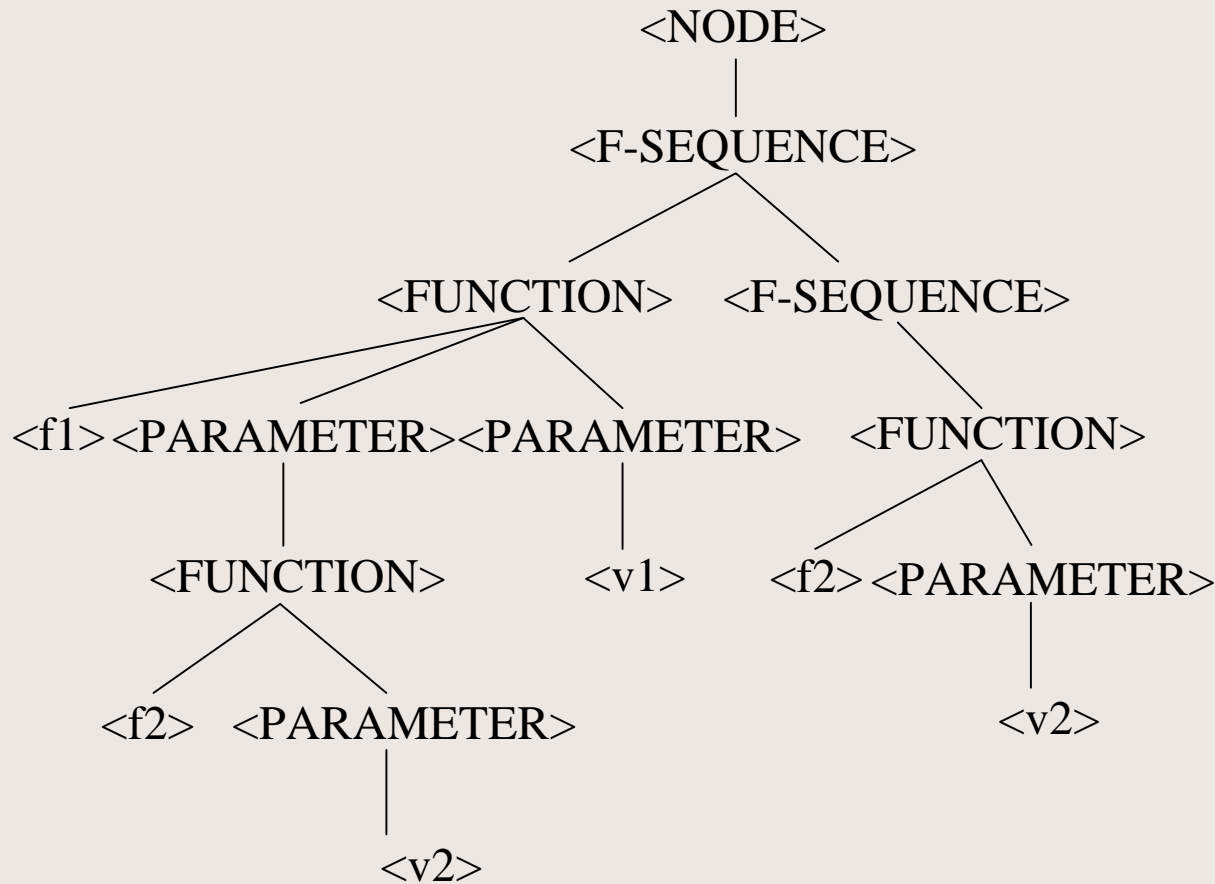 <NODE>
<F-SEQUENCE>
<FUNCTION> <F-SEQUENCE>
<f1> <PARAMETER> <PARAMETER> <FUNCTION>
<FUNCTION> <v1> <f2> <PARAMETER>
<f2> <PARAMETER> <v2>
<v2>